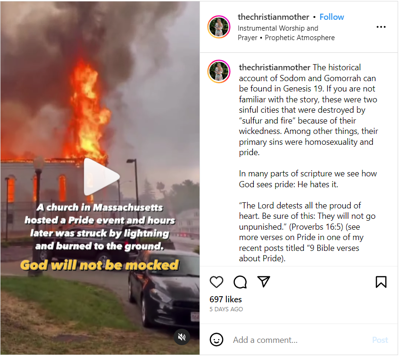 thechristianmother • Follow
Instrumental Worship and
Prayer • Prophetic Atmosphere
thechristianmother The historical
account of Sodom and Gomorrah can
be found in Genesis 19. If you are not
familiar with the story, these were two
sinful cities that were destroyed by
"sulfur and fire" because of their
wickedness. Among other things, their
primary sins were homosexuality and
pride.
In many parts of scripture we see how
God sees pride: He hates it.
"The Lord detests all the proud of
heart. Be sure of this: They will not go
unpunished." (Proverbs 16:5) (see
more verses on Pride in one of my
recent posts titled "9 Bible verses
about Pride).
A church in Massachusetts
hosted a Pride event and hours
later was struck by lightning
and burned to the ground.
God will not be mocked
697 likes
5 DAYS AGO
Add a comment...
Post